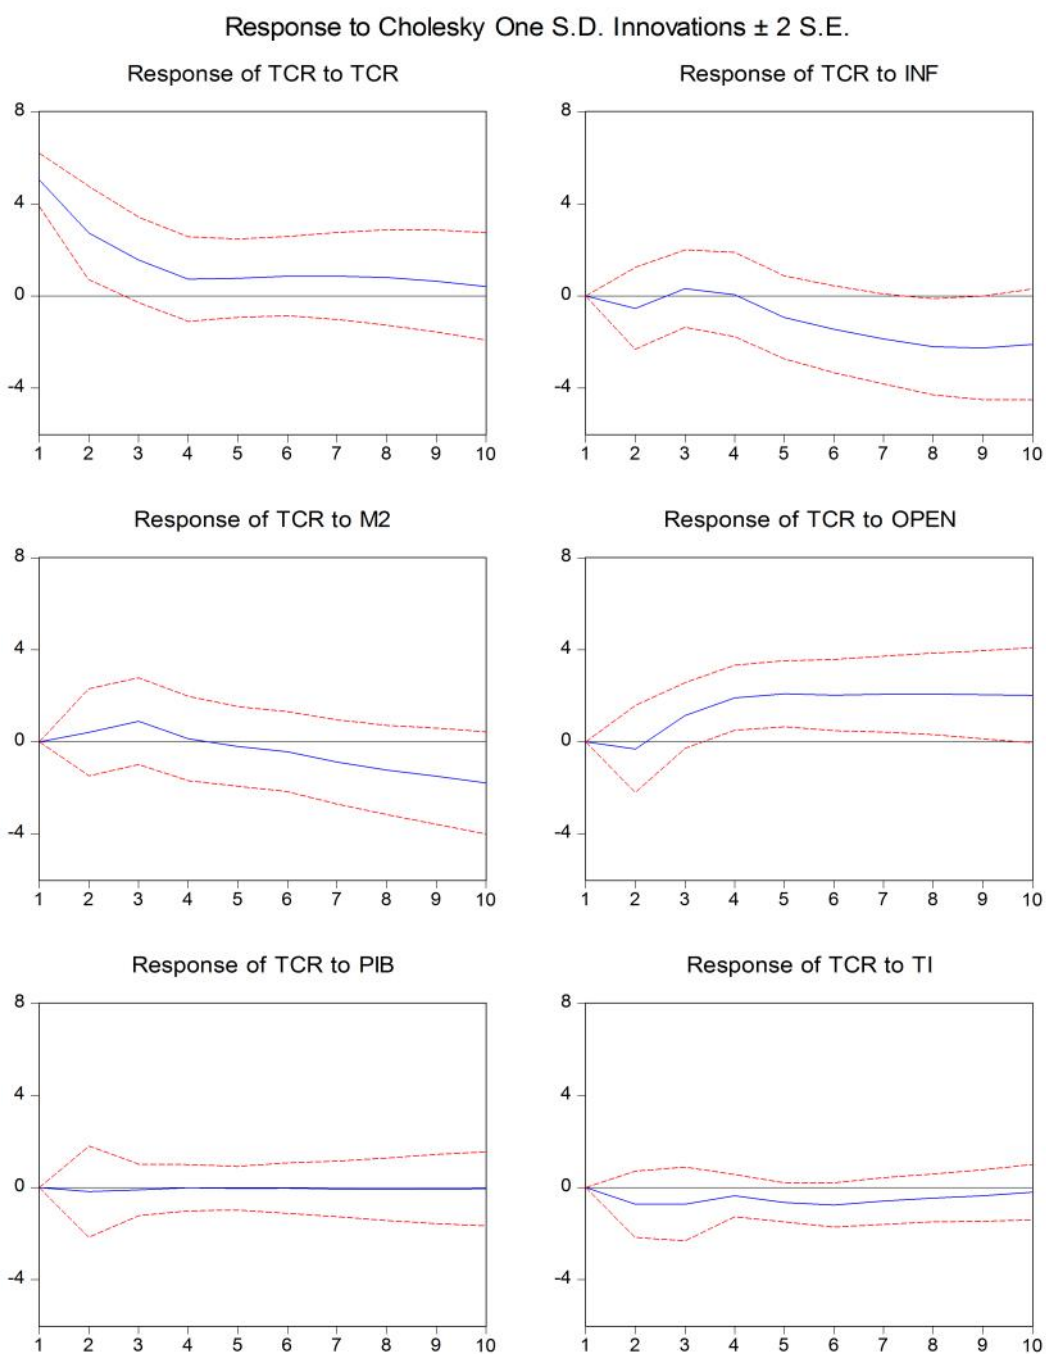 Response to Cholesky One S.D. Innovations ± 2 S.E.
Response of TCR to TCR
8
4
0
-4
1 2 3 4 5 6 7 8 9 10
Response of TCR to INF
8
4
0
-4
1 2 3 4 5 6 7 8 9 10
Response of TCR to M2
8
4
0
-4
1 2 3 4 5 6 7 8 9 10
Response of TCR to OPEN
8
4
0
-4
1 2 3 4 5 6 7 8 9 10
Response of TCR to PIB
8
4
0
-4
1 2 3 4 5 6 7 8 9 10
Response of TCR to TI
8
4
0
-4
1 2 3 4 5 6 7 8 9 10